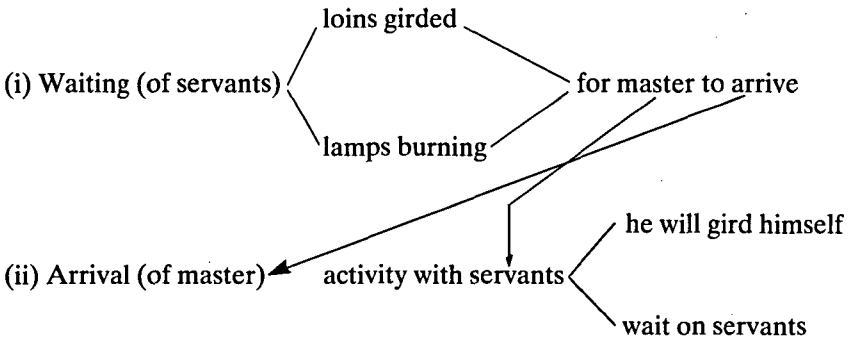 loins girded
(i) Waiting (of servants)
for master to arrive
lamps burning
he will gird himself
(ii) Arrival (of master)
activity with servants
wait on servants